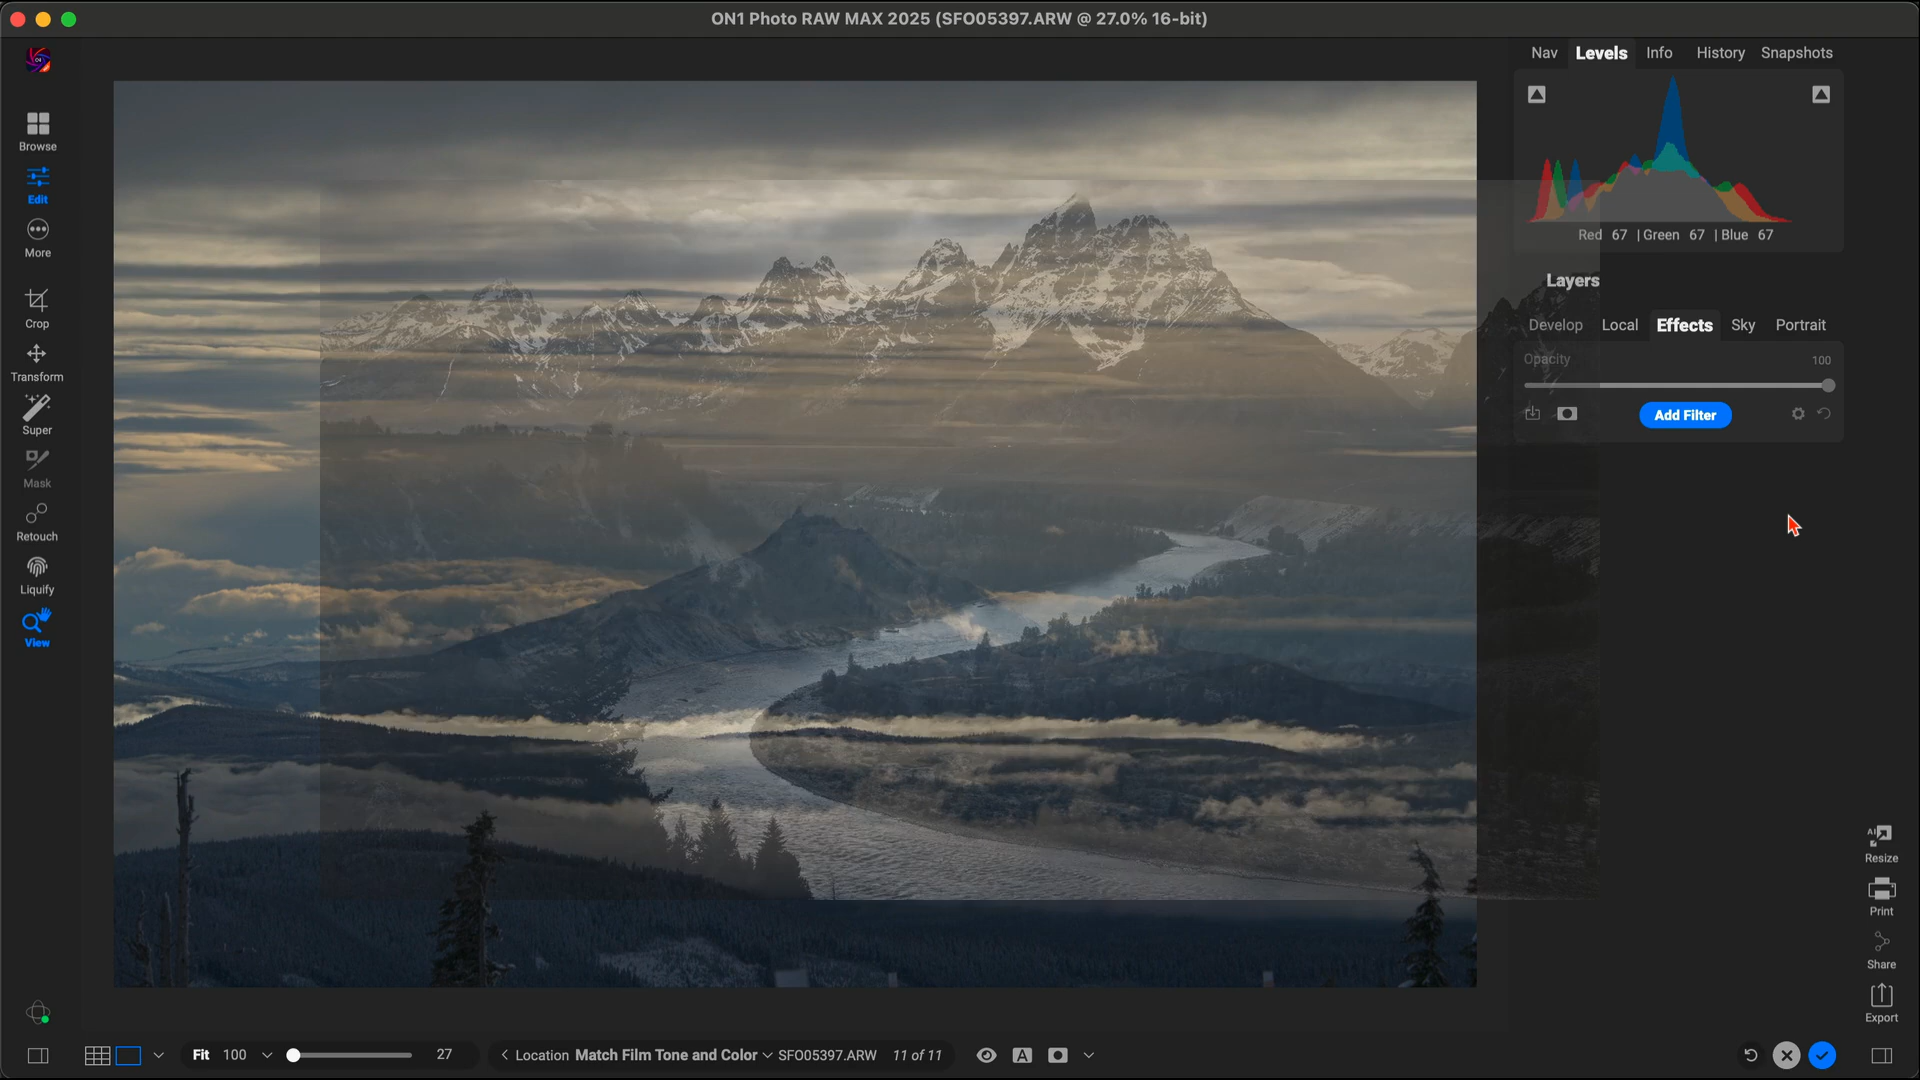 ON1 Photo RAW MAX 2025 (SFO05397.ARW @ 27.0% 16-bit)
Nav Levels Info History Snapshots
Browse
Edit
More
Crop
Transform
Super
Mask
Retouch
Liquify
View
Red 67 | Green 67 | Blue 67
Layers
Develop Local Effects Sky Portrait
Opacity 100
Add Filter
AI
Resize
Print
Share
Export
Fit 100 27 Location Match Film Tone and Color SFO05397.ARW 11 of 11 A